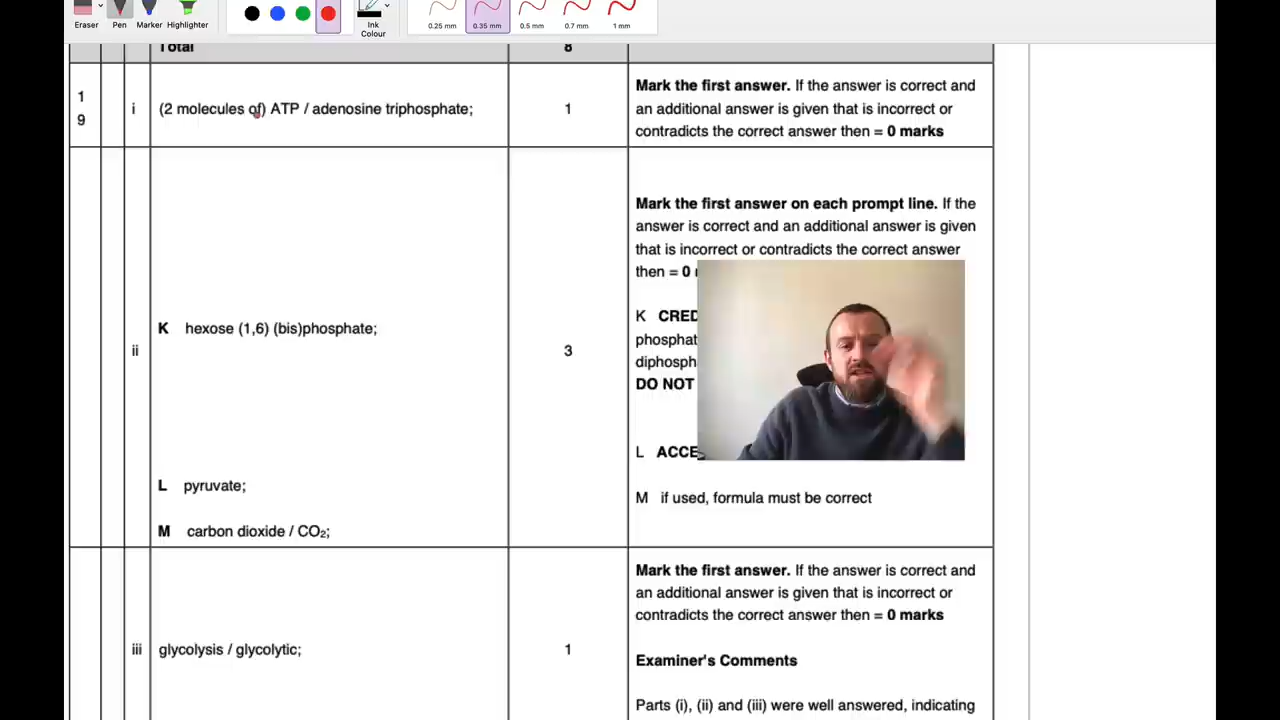 Eraser
Pen
Marker
Highlighter
Ink
Colour
0.25 mm
0.35 mm
0.5 mm
0.7 mm
1 mm
Total
8
1
9
i
(2 molecules of) ATP / adenosine triphosphate;
1
Mark the first answer. If the answer is correct and
an additional answer is given that is incorrect or
contradicts the correct answer then = 0 marks
ii
K hexose (1,6) (bis)phosphate;
L pyruvate;
M carbon dioxide / CO₂;
3
Mark the first answer on each prompt line. If the
answer is correct and an additional answer is given
that is incorrect or contradicts the correct answer
then = 0
K CRED
phosphat
diphosph
DO NOT
L ACCE
M if used, formula must be correct
iii
glycolysis / glycolytic;
1
Mark the first answer. If the answer is correct and
an additional answer is given that is incorrect or
contradicts the correct answer then = 0 marks
Examiner's Comments
Parts (i), (ii) and (iii) were well answered, indicating